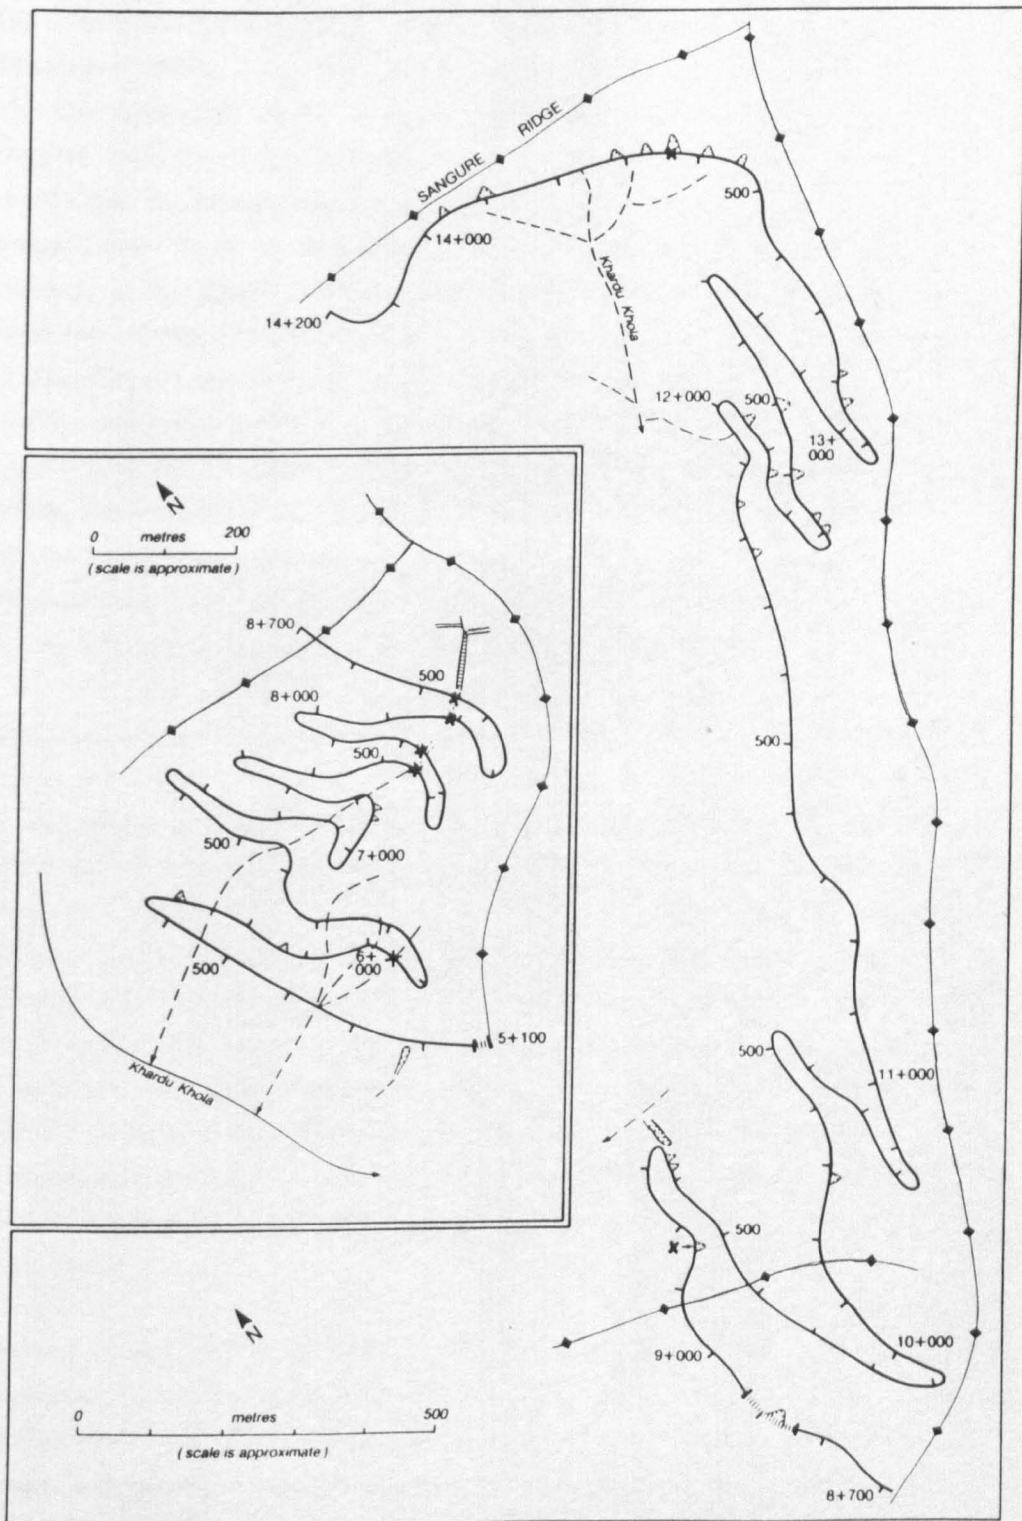 SANGURE RIDGE
500
14+000
14+200
Khardu Khola
12+000
500
13+
000
N
0 metres 200
( scale is approximate )
8+700
500
8+000
500
7+000
500
6+
000
500
5+100
Khardu Khola
500
500
11+000
500
10+000
9+000
8+700
N
0 metres 500
( scale is approximate )